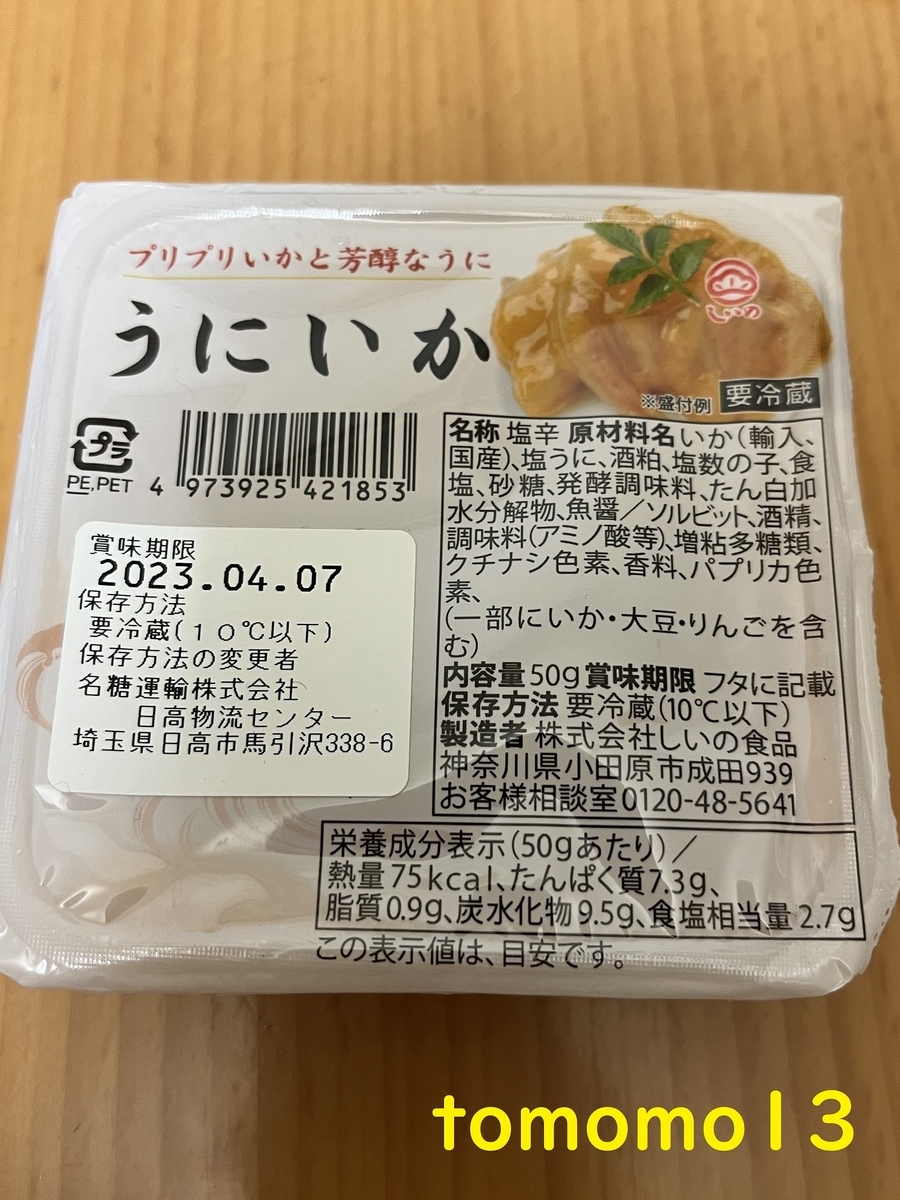 プリプリいかと芳醇なうに
うにいか
しいの
※盛付例 要冷蔵
プラ
PE,PET
4 973925 421853
賞味期限
2023.04.07
保存方法
要冷蔵(10℃以下)
保存方法の変更者
名糖運輸株式会社
日高物流センター
埼玉県日高市馬引沢338-6
名称 塩辛 原材料名 いか(輸入、
国産)、塩うに、酒粕、塩数の子、食
塩、砂糖、発酵調味料、たん白加
水分解物、魚醤/ソルビット、酒精、
調味料(アミノ酸等)、増粘多糖類、
クチナシ色素、香料、パプリカ色
素、
(一部にいか・大豆・りんごを含
む)
内容量 50g 賞味期限 フタに記載
保存方法 要冷蔵(10℃以下)
製造者 株式会社しいの食品
神奈川県小田原市成田939
お客様相談室0120-48-5641
栄養成分表示(50gあたり)/
熱量75kcal、たんぱく質7.3g、
脂質0.9g、炭水化物9.5g、食塩相当量2.7g
この表示値は、目安です。
tomomo13